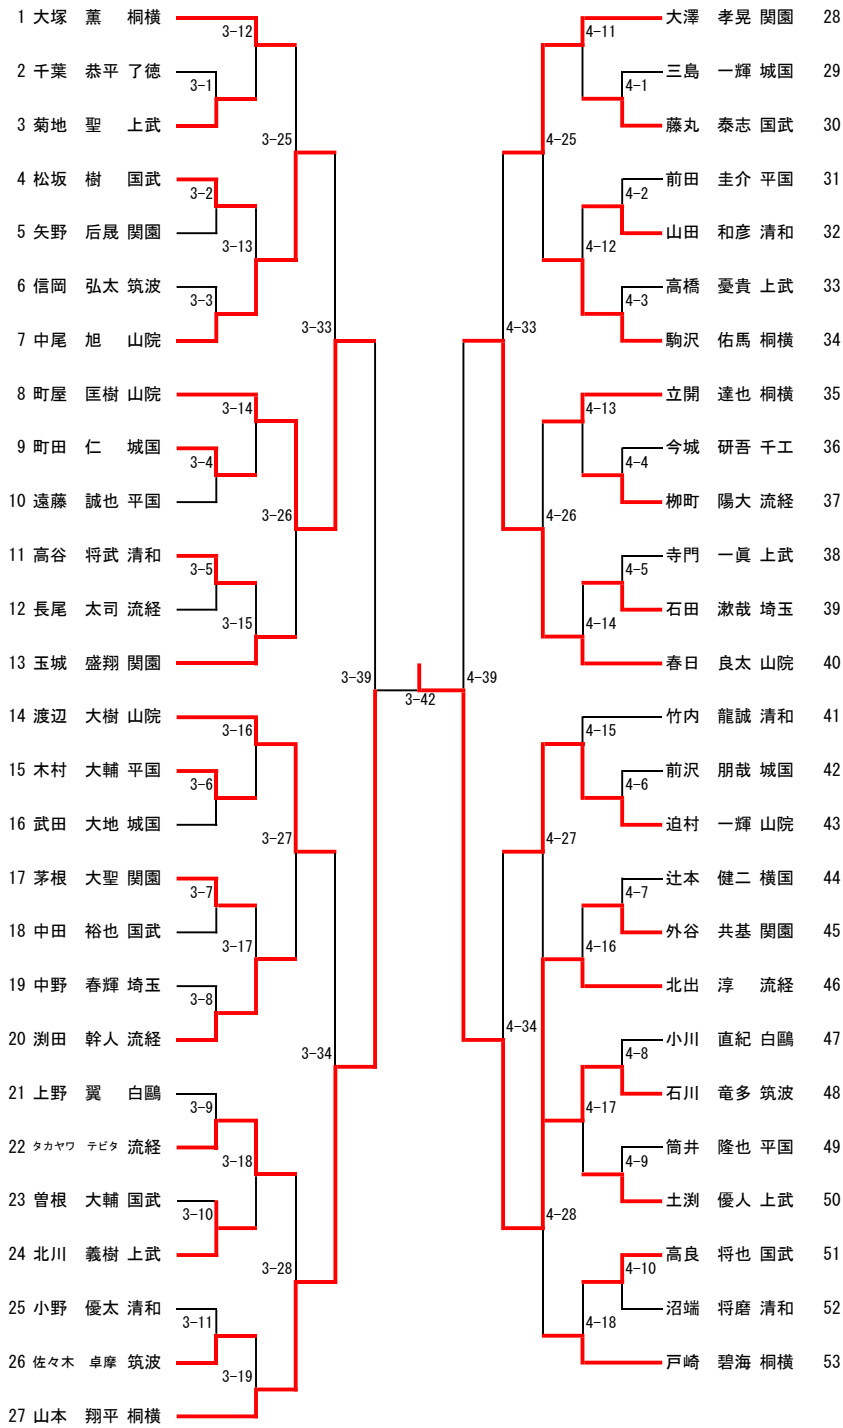 1 大塚 薫 桐横
2 千葉 恭平 了徳
3 菊地 聖 上武
4 松坂 樹 国武
5 矢野 后晟 関園
6 信岡 弘太 筑波
7 中尾 旭 山院
8 町屋 匡樹 山院
9 町田 仁 城国
10 遠藤 誠也 平国
11 高谷 将武 清和
12 長尾 太司 流経
13 玉城 盛翔 関園
14 渡辺 大樹 山院
15 木村 大輔 平国
16 武田 大地 城国
17 茅根 大聖 関園
18 中田 裕也 国武
19 中野 春輝 埼玉
20 渕田 幹人 流経
21 上野 翼 白鷗
22 タカヤワ テビタ 流経
23 曽根 大輔 国武
24 北川 義樹 上武
25 小野 優太 清和
26 佐々木 卓摩 筑波
27 山本 翔平 桐横
3-1
3-2
3-3
3-4
3-5
3-6
3-7
3-8
3-9
3-10
3-11
3-12
3-13
3-14
3-15
3-16
3-17
3-18
3-19
3-25
3-26
3-27
3-28
3-33
3-34
3-39
3-42
4-39
4-33
4-34
4-25
4-26
4-27
4-28
4-11
4-12
4-13
4-14
4-15
4-16
4-17
4-18
4-1
4-2
4-3
4-4
4-5
4-6
4-7
4-8
4-9
4-10
大澤 孝晃 関園 28
三島 一輝 城国 29
藤丸 泰志 国武 30
前田 圭介 平国 31
山田 和彦 清和 32
高橋 憂貴 上武 33
駒沢 佑馬 桐横 34
立開 達也 桐横 35
今城 研吾 千工 36
栁町 陽大 流経 37
寺門 一眞 上武 38
石田 漱哉 埼玉 39
春日 良太 山院 40
竹内 龍誠 清和 41
前沢 朋哉 城国 42
迫村 一輝 山院 43
辻本 健二 横国 44
外谷 共基 関園 45
北出 淳 流経 46
小川 直紀 白鷗 47
石川 竜多 筑波 48
筒井 隆也 平国 49
土渕 優人 上武 50
高良 将也 国武 51
沼端 将磨 清和 52
戸崎 碧海 桐横 53